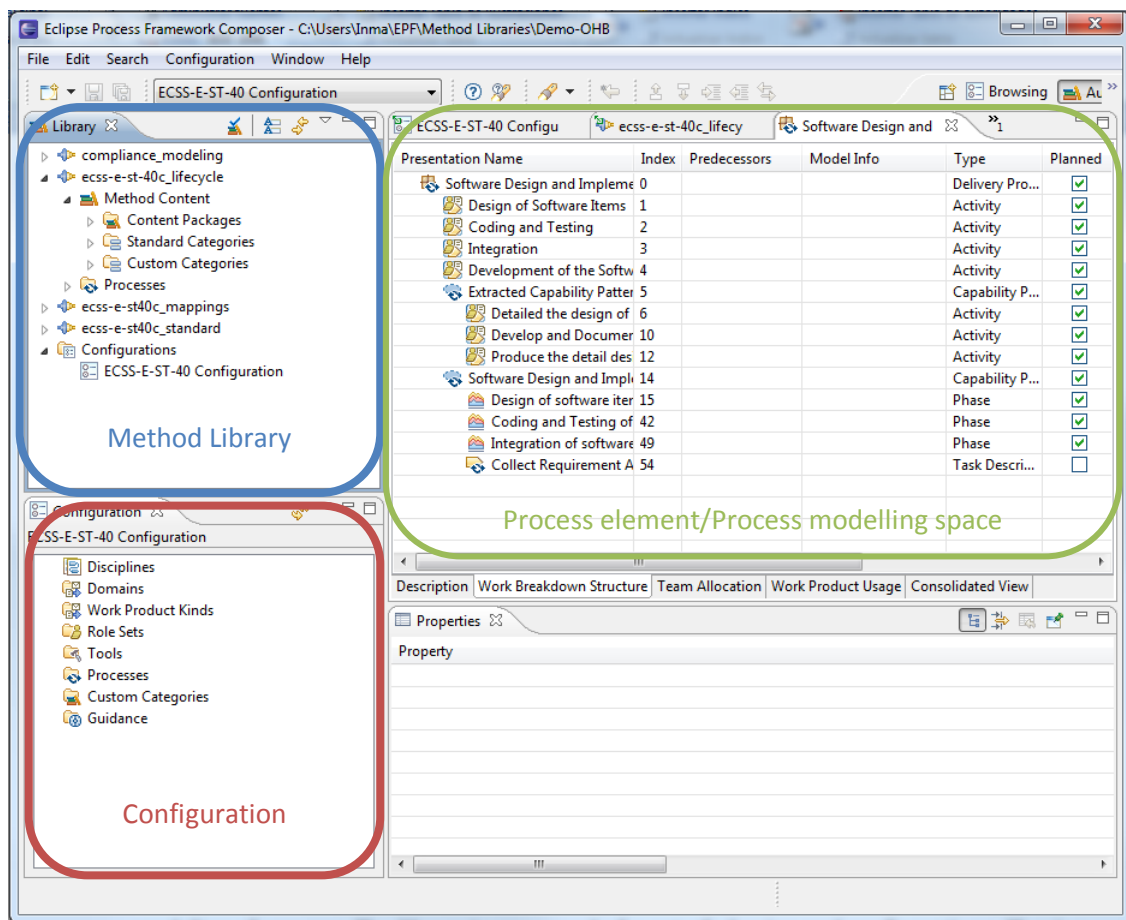 Eclipse Process Framework Composer - C:\Users\Inma\EPF\Method Libraries\Demo-OHB
File Edit Search Configuration Window Help
ECSS-E-ST-40 Configuration Browsing Au
Library
compliance_modeling
ecss-e-st-40c_lifecycle
Method Content
Content Packages
Standard Categories
Custom Categories
Processes
ecss-e-st40c_mappings
ecss-e-st40c_standard
Configurations
ECSS-E-ST-40 Configuration
Method Library
Configuration
ECSS-E-ST-40 Configuration
Disciplines
Domains
Work Product Kinds
Role Sets
Tools
Processes
Custom Categories
Guidance
Configuration
ECSS-E-ST-40 Configu ecss-e-st-40c_lifecy Software Design and »1
Presentation Name Index Predecessors Model Info Type Planned
Software Design and Impleme 0 Delivery Pro...
Design of Software Items 1 Activity
Coding and Testing 2 Activity
Integration 3 Activity
Development of the Softw 4 Activity
Extracted Capability Patter 5 Capability P...
Detailed the design of 6 Activity
Develop and Documer 10 Activity
Produce the detail des 12 Activity
Software Design and Imple 14 Capability P...
Design of software iter 15 Phase
Coding and Testing of 42 Phase
Integration of software 49 Phase
Collect Requirement A 54 Task Descri...
Process element/Process modelling space
Description Work Breakdown Structure Team Allocation Work Product Usage Consolidated View
Properties
Property